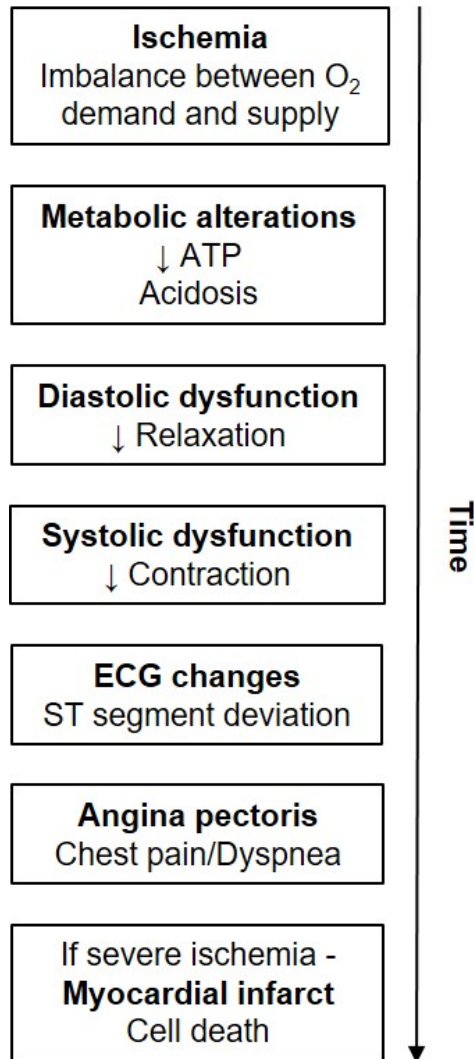 Ischemia
Imbalance between O₂
demand and supply
Metabolic alterations
↓ ATP
Acidosis
Diastolic dysfunction
↓ Relaxation
Systolic dysfunction
↓ Contraction
ECG changes
ST segment deviation
Angina pectoris
Chest pain/Dyspnea
If severe ischemia -
Myocardial infarct
Cell death
Time